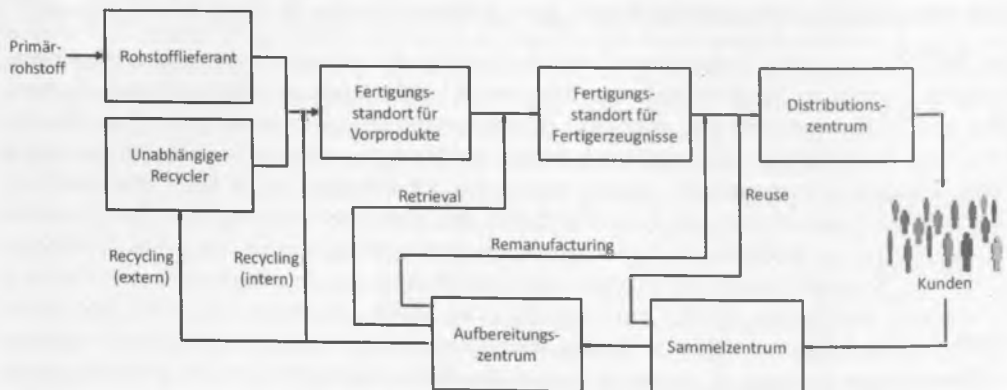 Primär-
rohstoff
Rohstofflieferant
Unabhängiger
Recycler
Fertigungs-
standort für
Vorprodukte
Fertigungs-
standort für
Fertigerzeugnisse
Distributions-
zentrum
Retrieval
Reuse
Remanufacturing
Recycling
(extern)
Recycling
(intern)
Kunden
Aufbereitungs-
zentrum
Sammelzentrum